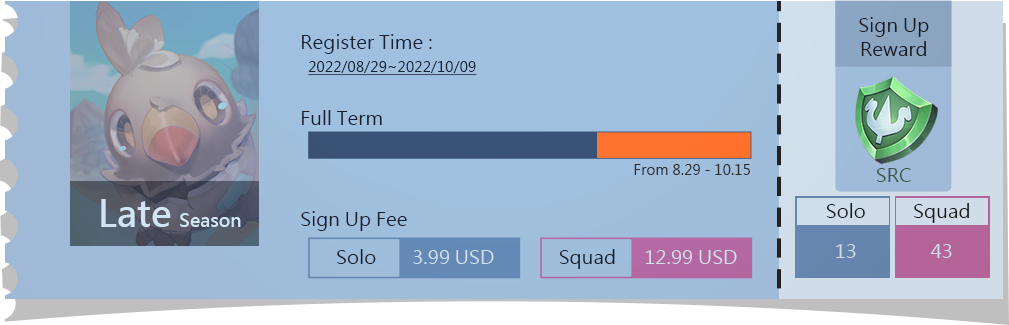 Late Season
Register Time :
2022/08/29~2022/10/09
Full Term
From 8.29 - 10.15
Sign Up Fee
Solo 3.99 USD Squad 12.99 USD
Sign Up
Reward
SRC
Solo Squad
13 43